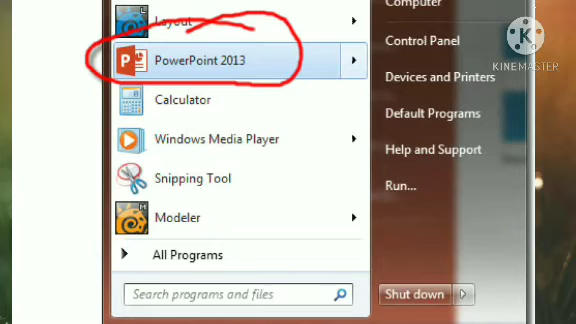 Layout
PowerPoint 2013
Calculator
Windows Media Player
Snipping Tool
Modeler
All Programs
Search programs and files
Computer
Control Panel
Devices and Printers
Default Programs
Help and Support
Run...
Shut down
K
KINEMASTER
L
P
M